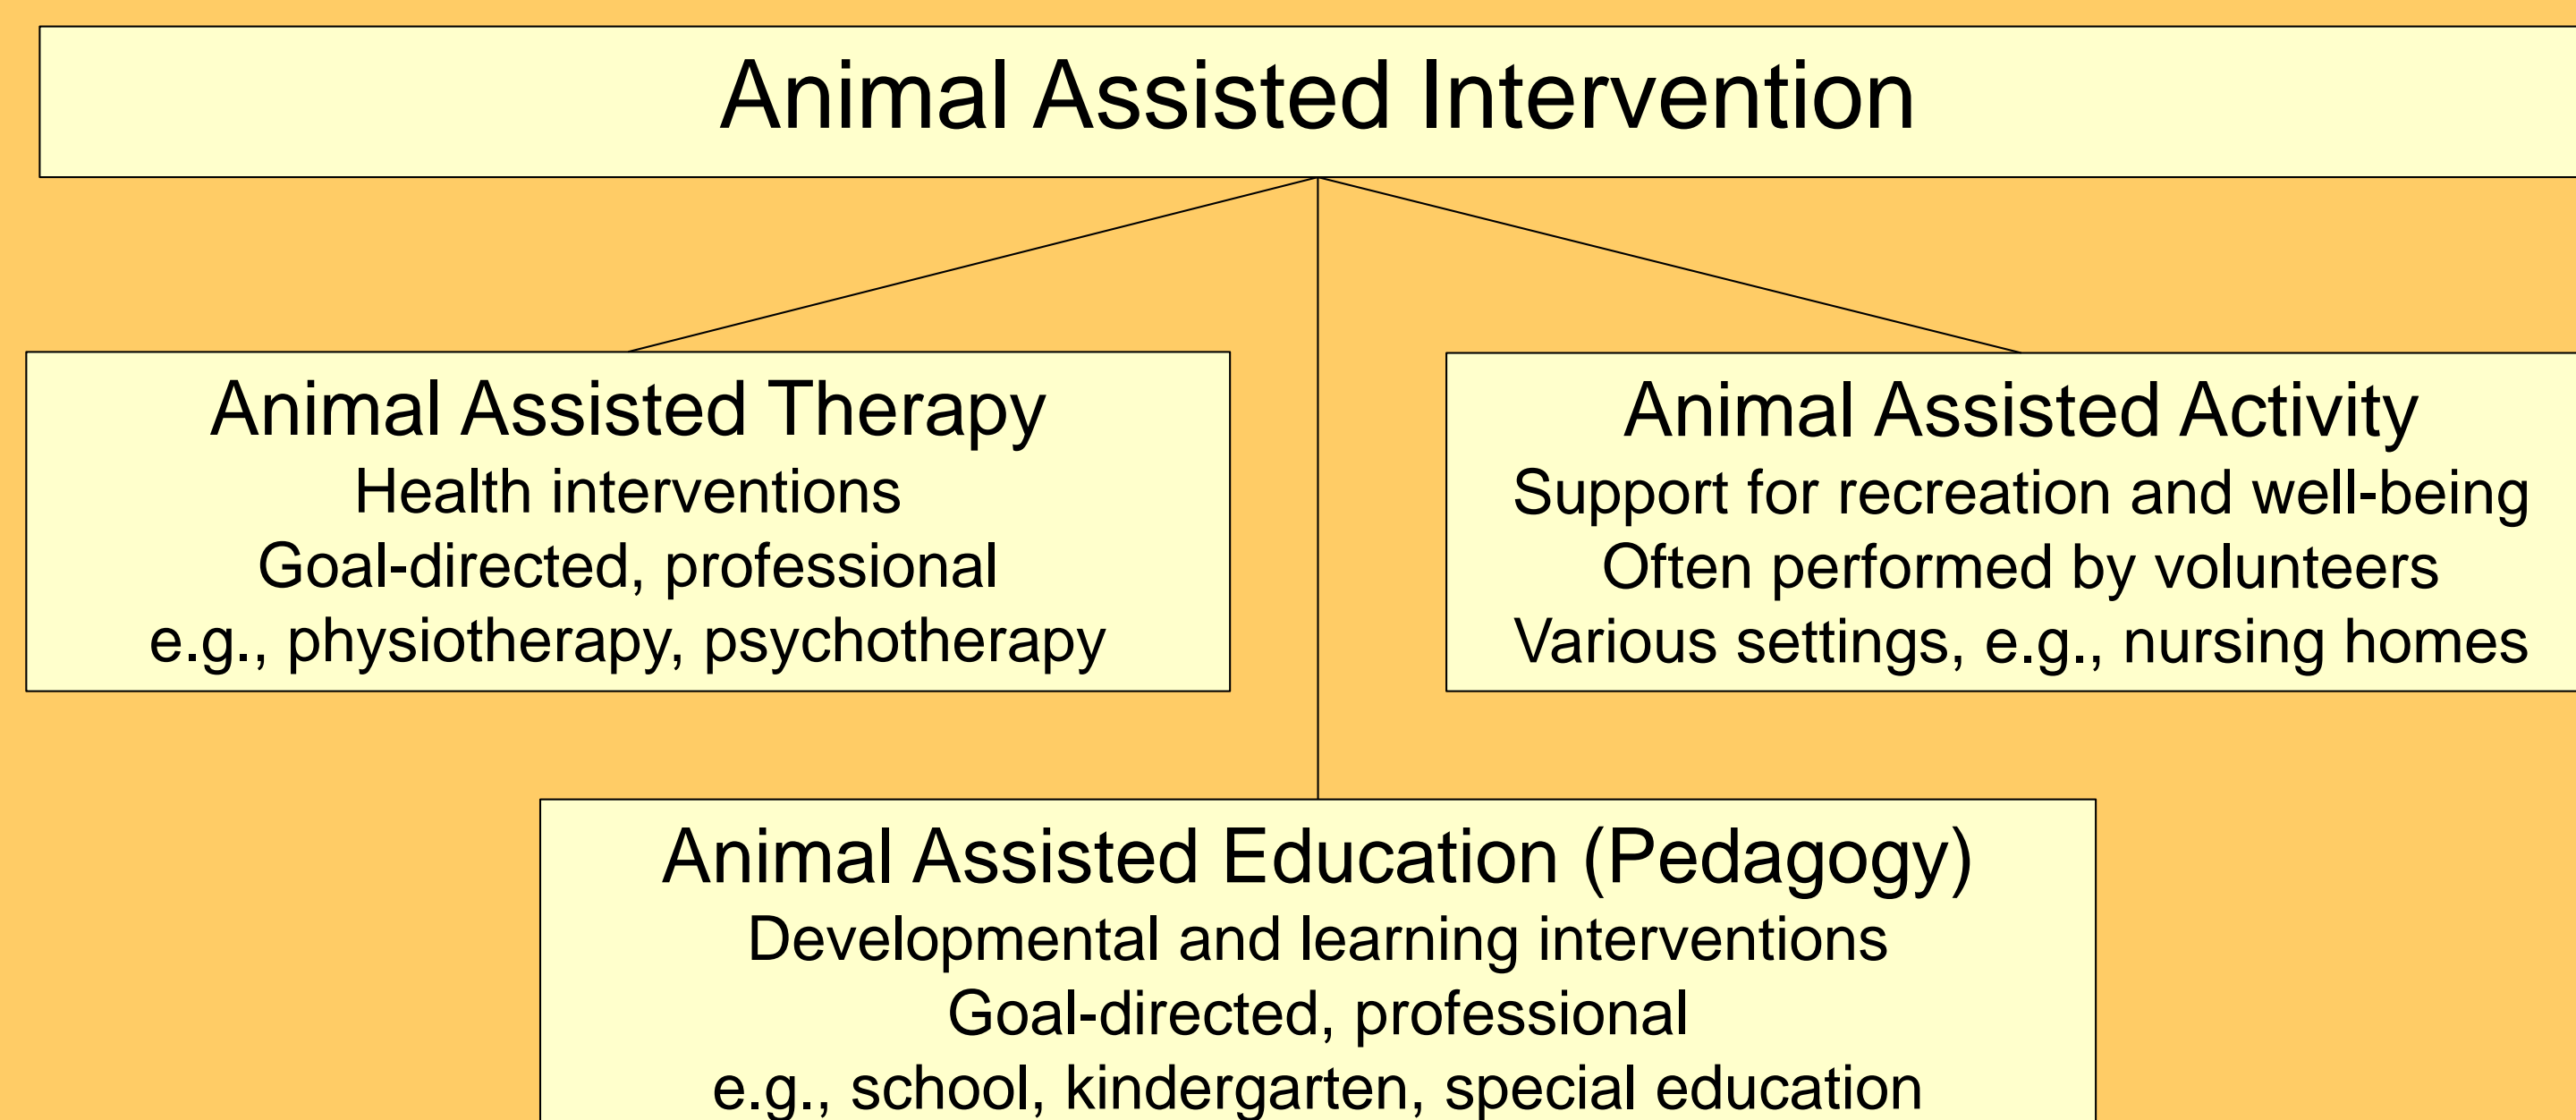 Animal Assisted Intervention
Animal Assisted Therapy
Health interventions
Goal-directed, professional
e.g., physiotherapy, psychotherapy
Animal Assisted Activity
Support for recreation and well-being
Often performed by volunteers
Various settings, e.g., nursing homes
Animal Assisted Education (Pedagogy)
Developmental and learning interventions
Goal-directed, professional
e.g., school, kindergarten, special education